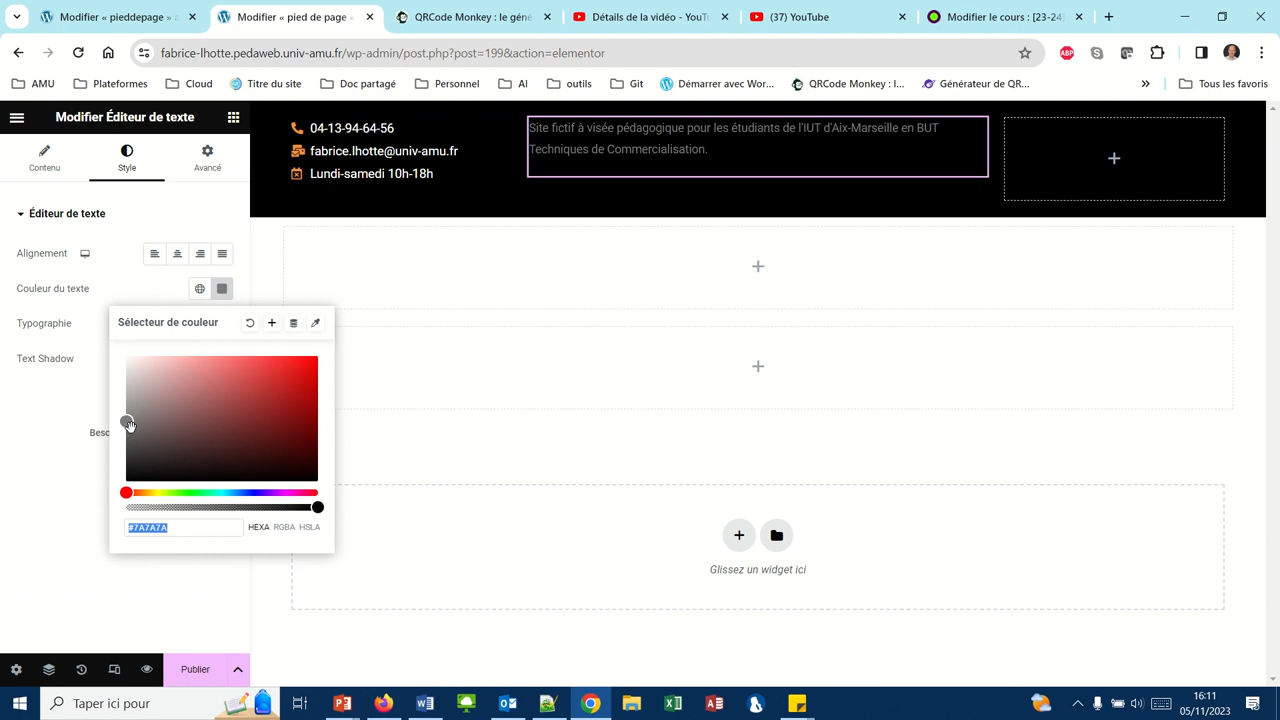 Modifier « pieddepage » a
Modifier « pied de page »
QRCode Monkey : le géné
Détails de la vidéo - YouTu
(37) YouTube
Modifier le cours : [23-24]
fabrice-lhotte.pedaweb.univ-amu.fr/wp-admin/post.php?post=199&action=elementor
AMU
Plateformes
Cloud
Titre du site
Doc partagé
Personnel
AI
outils
Git
Démarrer avec Wor...
QRCode Monkey : l...
Générateur de QR...
»
Tous les favoris
Modifier Éditeur de texte
Contenu
Style
Avancé
Éditeur de texte
Alignement
Couleur du texte
Typographie
Text Shadow
Beso
Sélecteur de couleur
#7A7A7A
HEXA RGBA HSLA
Publier
04-13-94-64-56
fabrice.lhotte@univ-amu.fr
Lundi-samedi 10h-18h
Site fictif à visée pédagogique pour les étudiants de l'IUT d'Aix-Marseille en BUT
Techniques de Commercialisation.
Glissez un widget ici
Taper ici pour
16:11
05/11/2023